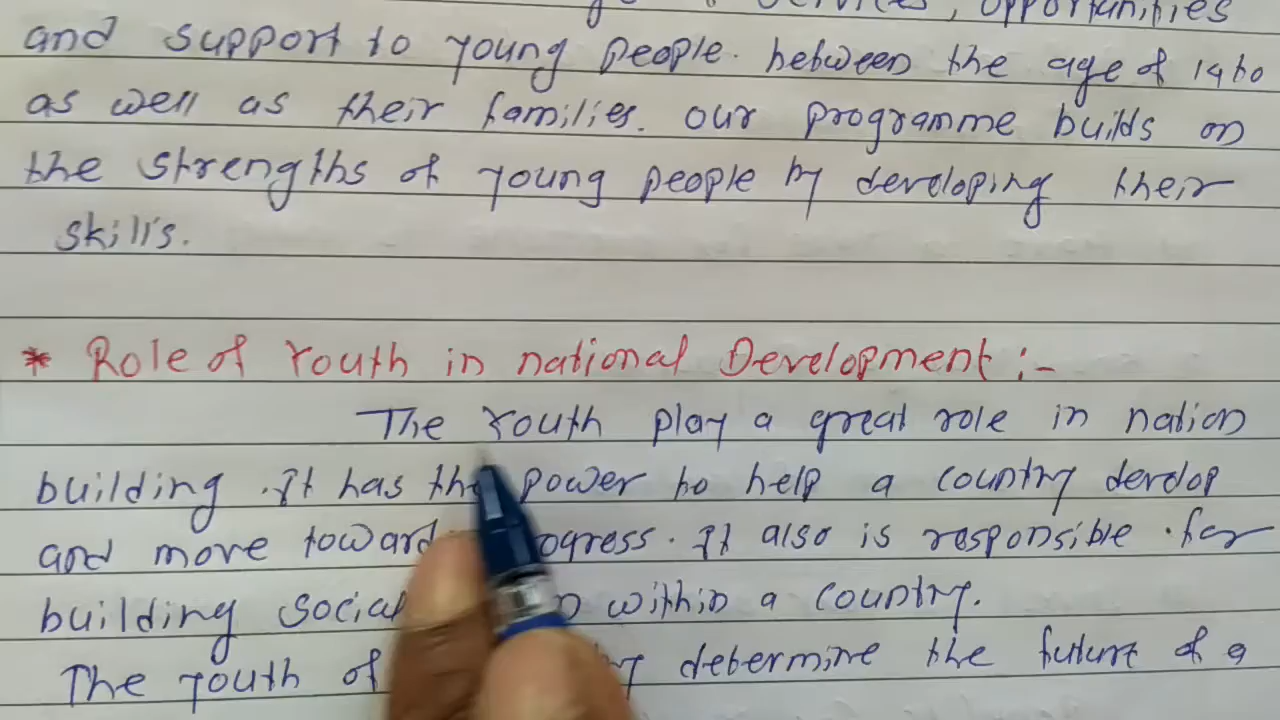 services, opportunities
and support to young people. between the age of 14 to
as well as their families. our programme builds on
the strengths of young people by developing their
skills.
* Role of Youth in national Development :-
The Youth play a great role in nation
building. It has the power to help a country develop
and move toward ogress. It also is responsible for
building social within a country.
The youth of determine the future of a